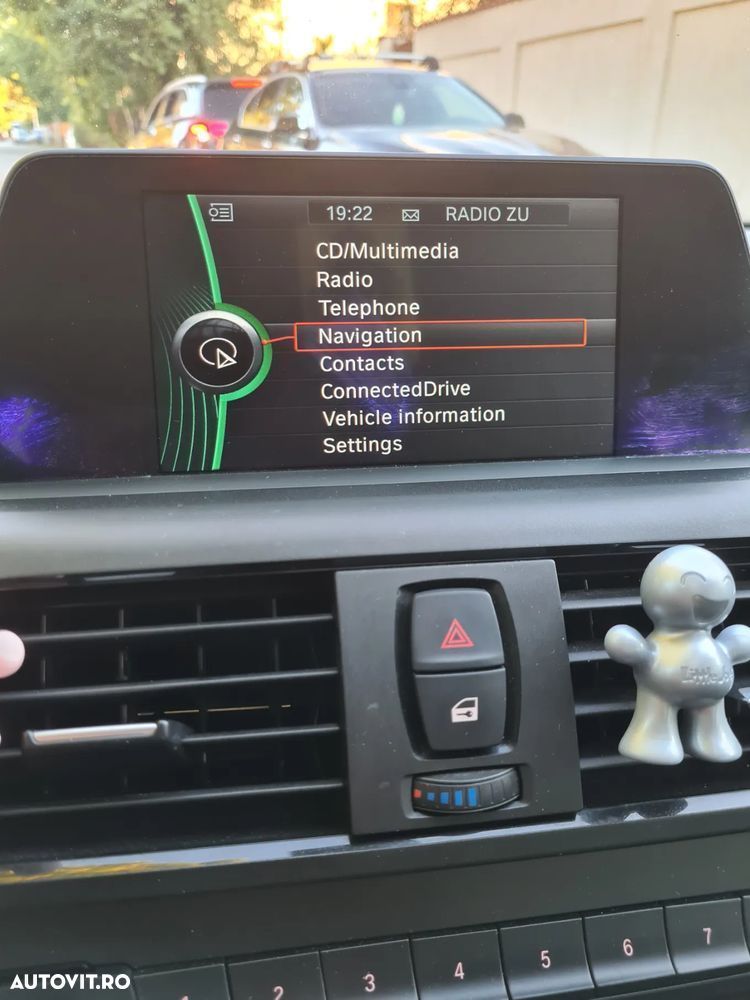 19:22 RADIO ZU
CD/Multimedia
Radio
Telephone
Navigation
Contacts
ConnectedDrive
Vehicle information
Settings
1 2 3 4 5 6 7
AUTOVIT.RO